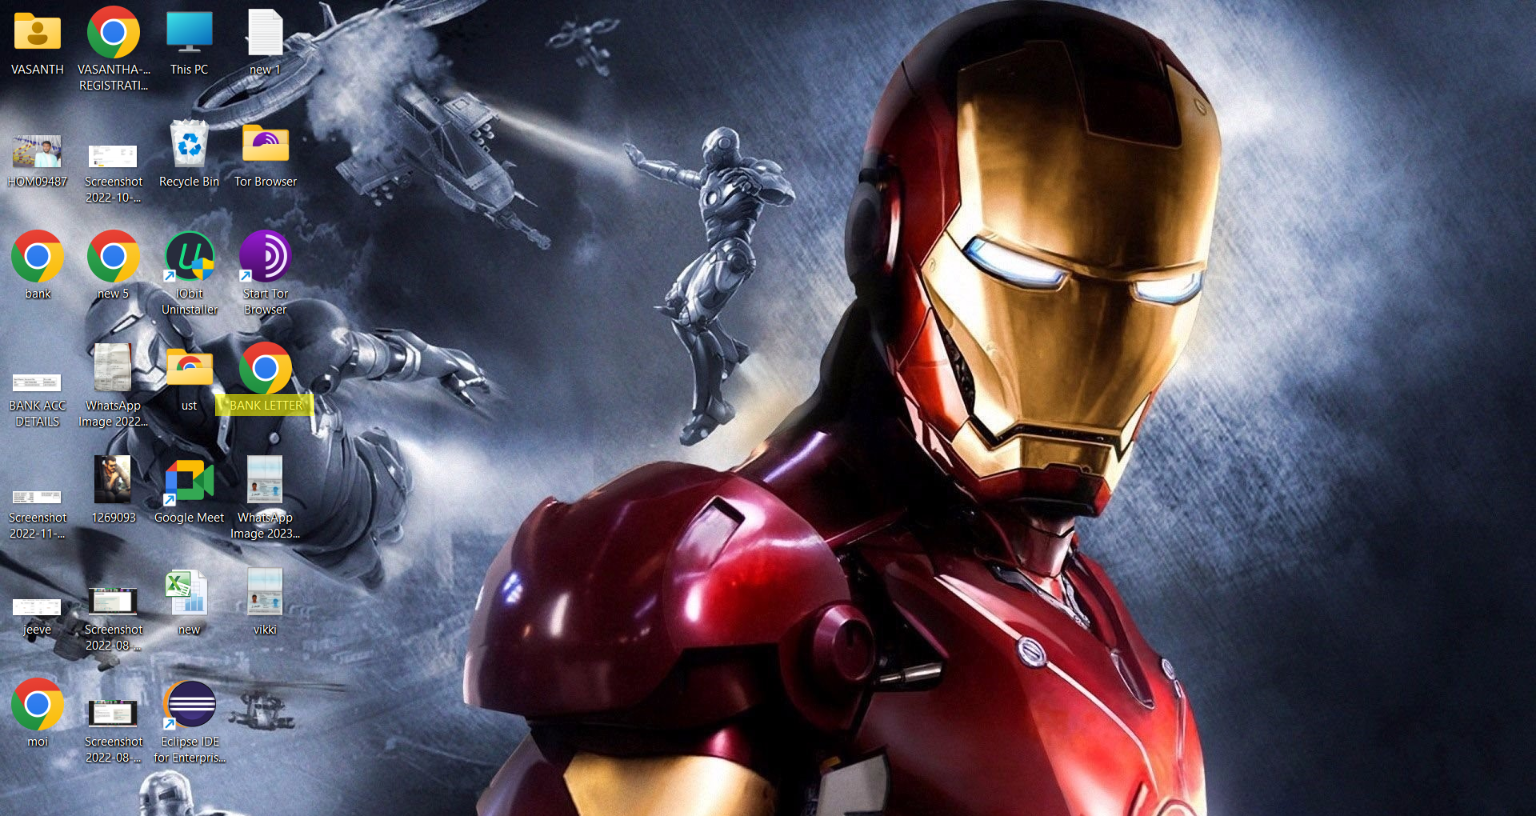 VASANTH
VASANTHA-...
REGISTRATI...
This PC
new 1
HOM09487
Screenshot
2022-10-...
Recycle Bin
Tor Browser
bank
new 5
IObit
Uninstaller
Start Tor
Browser
BANK ACC
DETAILS
WhatsApp
Image 2022...
ust
BANK LETTER
Screenshot
2022-11-...
1269093
Google Meet
WhatsApp
Image 2023...
jeeve
Screenshot
2022-08-...
new
vikki
moi
Screenshot
2022-08-...
Eclipse IDE
for Enterpris...